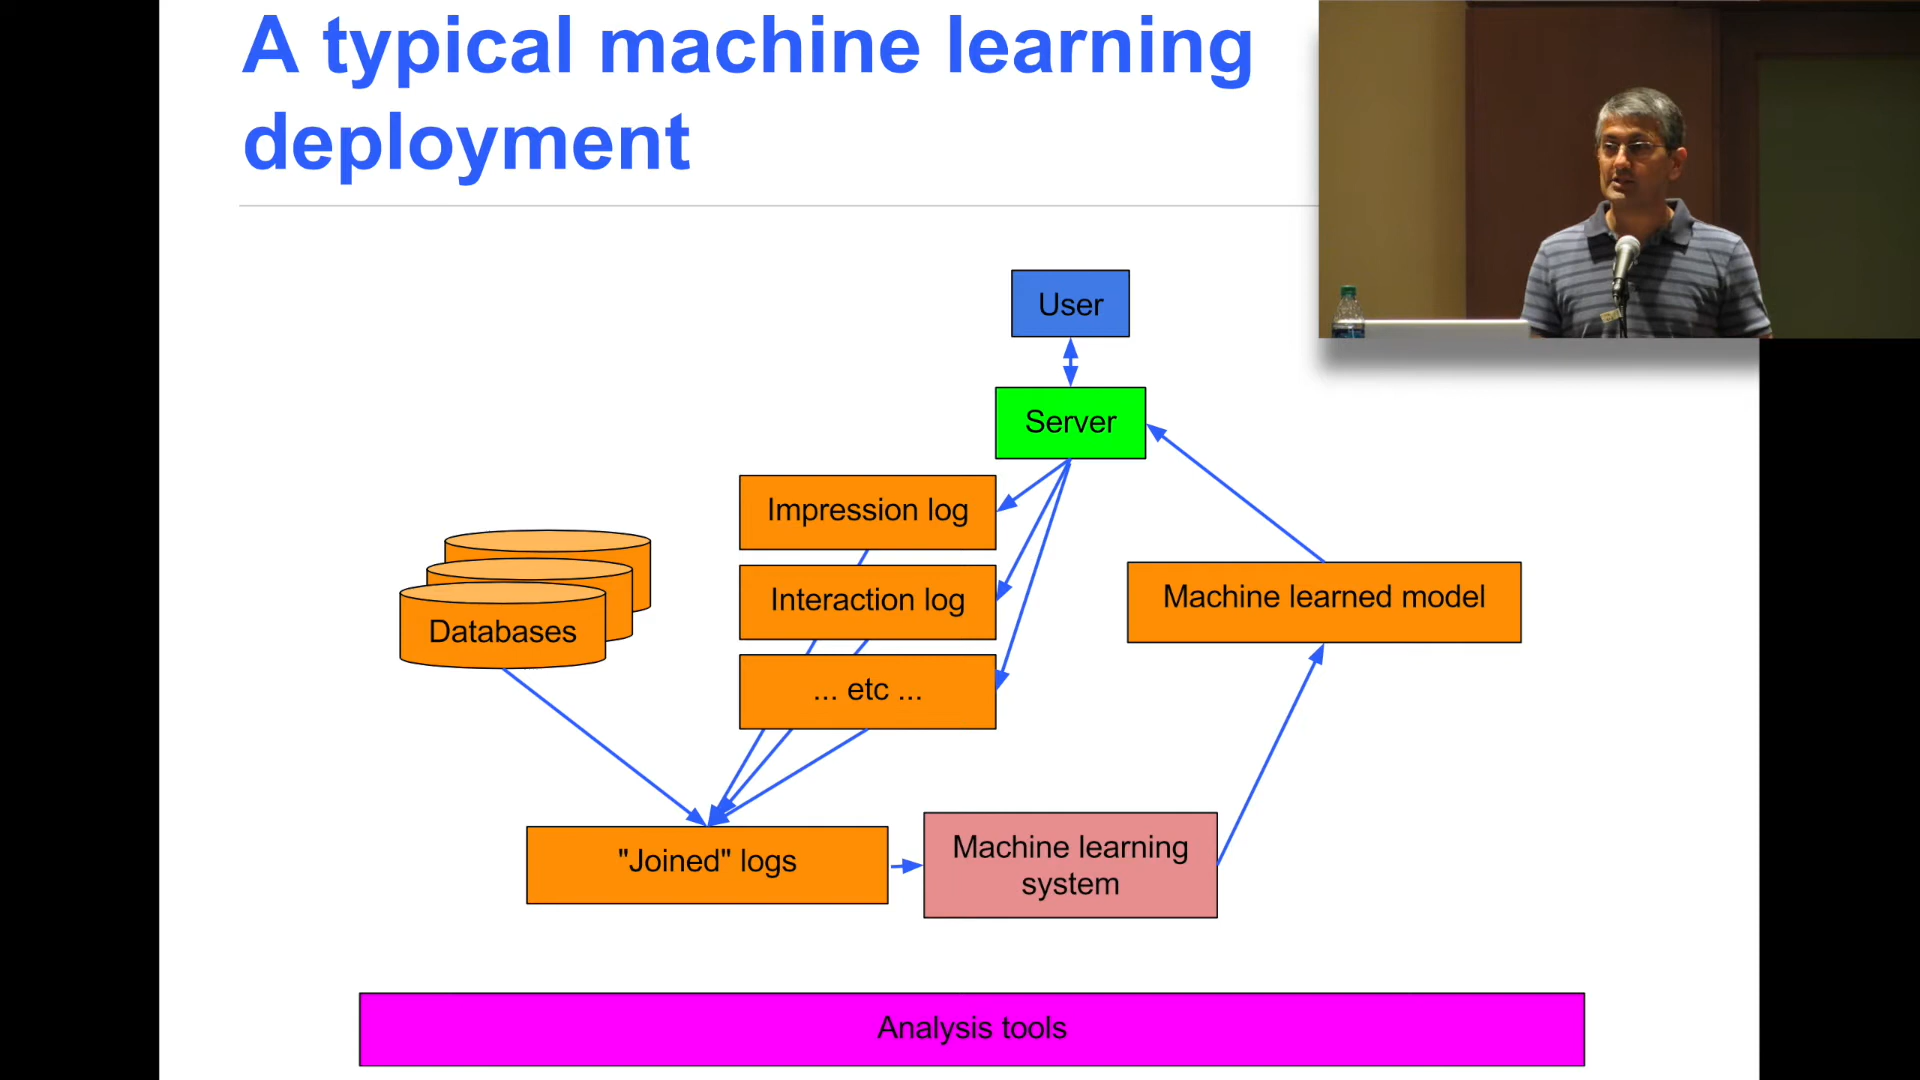 A typical machine learning
deployment
User
Server
Impression log
Interaction log
... etc ...
Databases
Machine learned model
"Joined" logs
Machine learning
system
Analysis tools